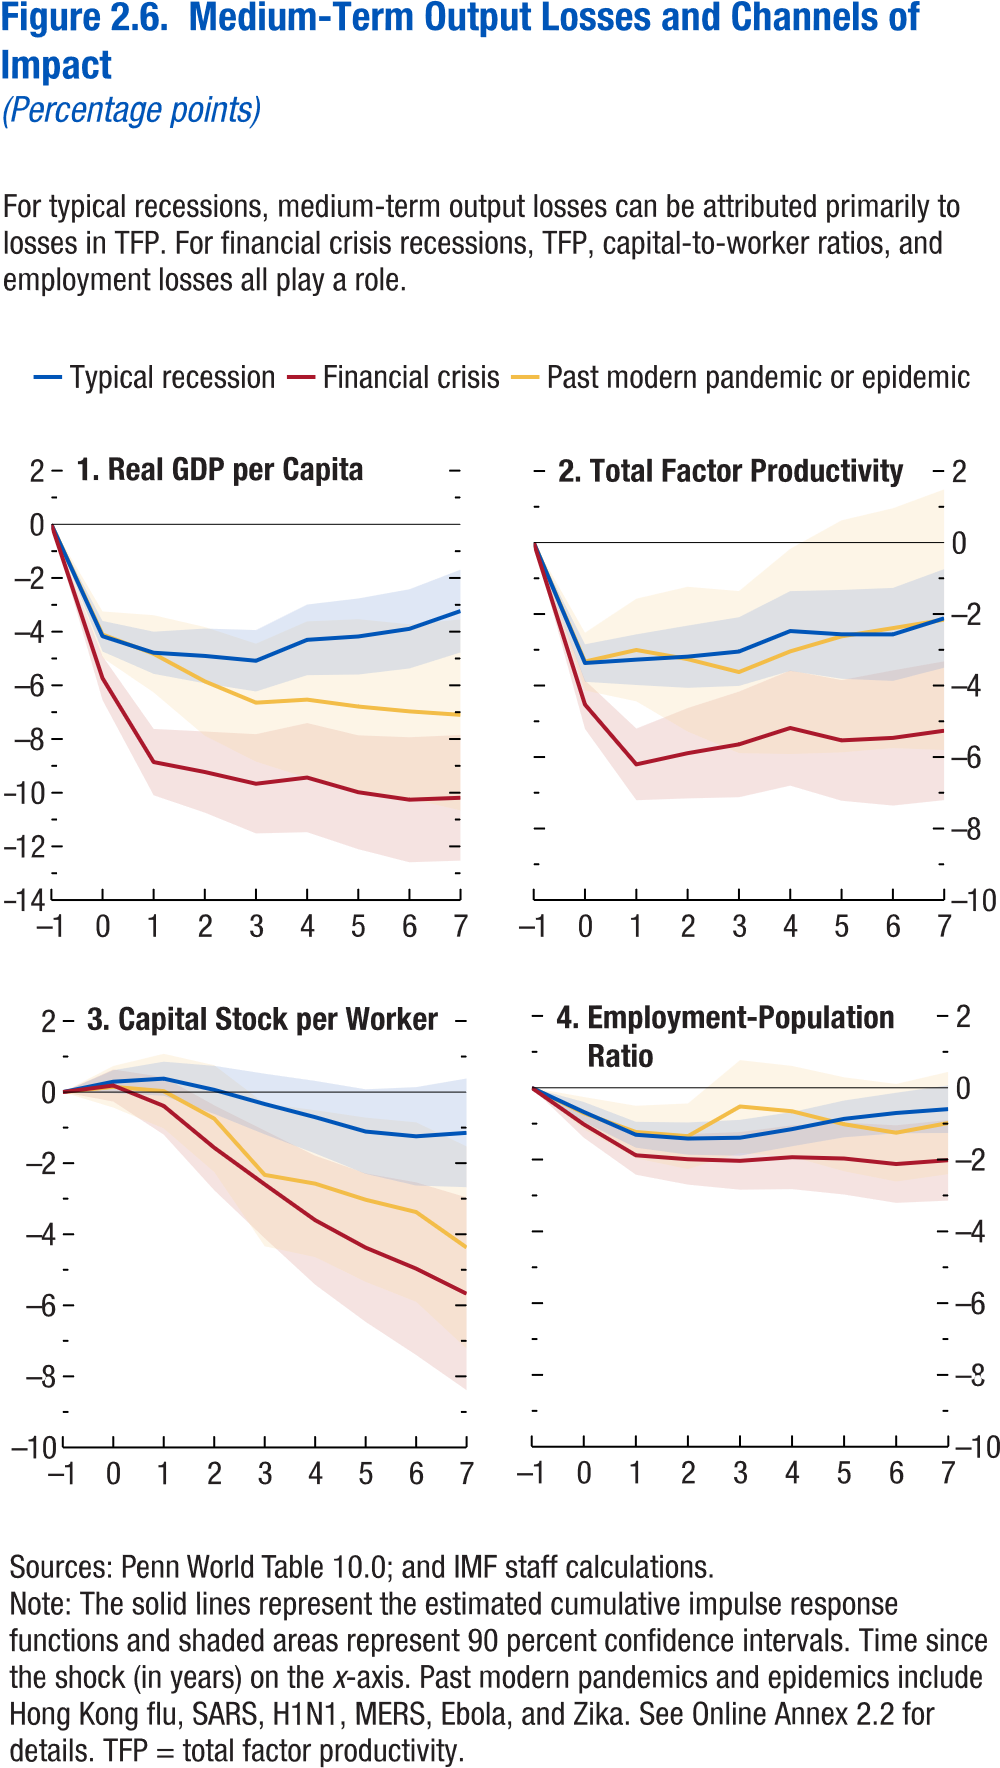 Figure 2.6.  Medium-Term Output Losses and Channels of
Impact
(Percentage points)
For typical recessions, medium-term output losses can be attributed primarily to
losses in TFP. For financial crisis recessions, TFP, capital-to-worker ratios, and
employment losses all play a role.
Typical recession  Financial crisis  Past modern pandemic or epidemic
1. Real GDP per Capita
2
0
–2
–4
–6
–8
–10
–12
–14
–1 0 1 2 3 4 5 6 7
2. Total Factor Productivity
2
0
–2
–4
–6
–8
–10
–1 0 1 2 3 4 5 6 7
3. Capital Stock per Worker
2
0
–2
–4
–6
–8
–10
–1 0 1 2 3 4 5 6 7
4. Employment-Population
Ratio
2
0
–2
–4
–6
–8
–10
–1 0 1 2 3 4 5 6 7
Sources: Penn World Table 10.0; and IMF staff calculations.
Note: The solid lines represent the estimated cumulative impulse response
functions and shaded areas represent 90 percent confidence intervals. Time since
the shock (in years) on the x-axis. Past modern pandemics and epidemics include
Hong Kong flu, SARS, H1N1, MERS, Ebola, and Zika. See Online Annex 2.2 for
details. TFP = total factor productivity.